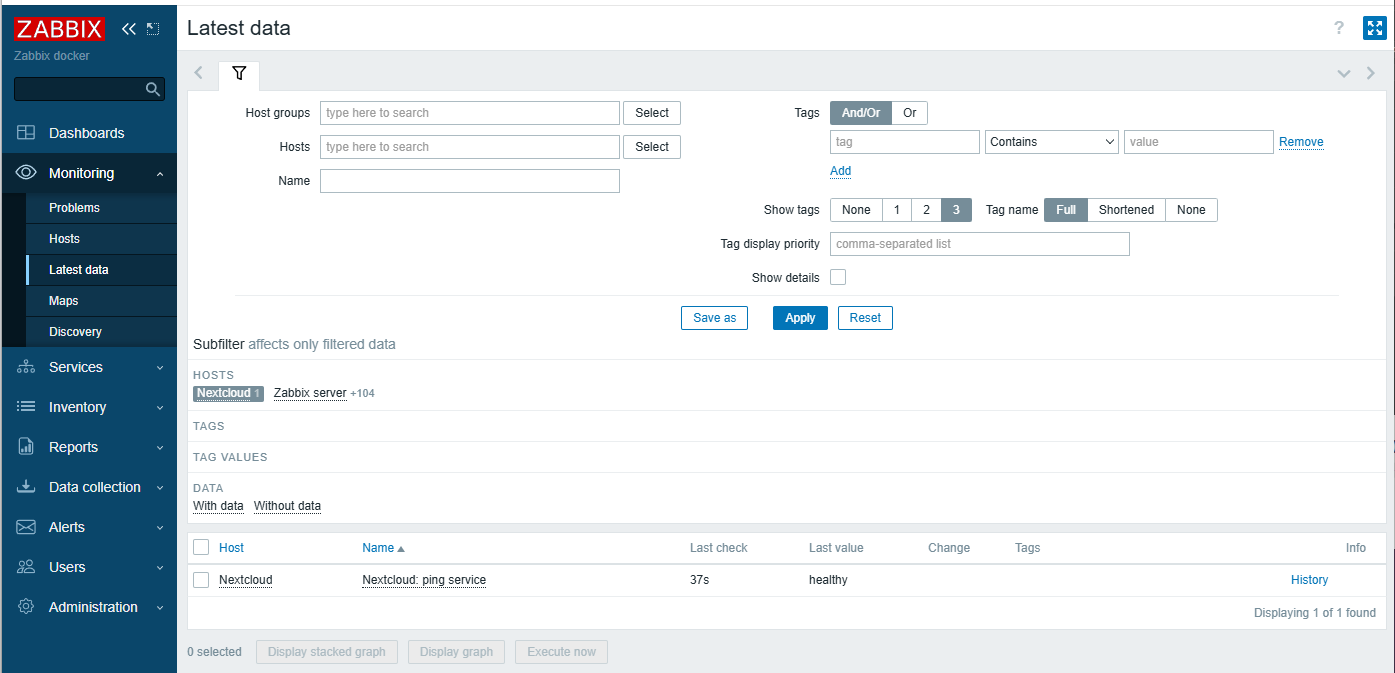 ZABBIX
Zabbix docker
Dashboards
Monitoring
Problems
Hosts
Latest data
Maps
Discovery
Services
Inventory
Reports
Data collection
Alerts
Users
Administration
Latest data
?
Host groups type here to search Select
Hosts type here to search Select
Name
Tags And/Or Or
tag Contains value Remove
Add
Show tags None 1 2 3 Tag name Full Shortened None
Tag display priority comma-separated list
Show details
Save as Apply Reset
Subfilter affects only filtered data
HOSTS
Nextcloud 1 Zabbix server +104
TAGS
TAG VALUES
DATA
With data Without data
Host Name Last check Last value Change Tags Info
Nextcloud Nextcloud: ping service 37s healthy History
Displaying 1 of 1 found
0 selected Display stacked graph Display graph Execute now